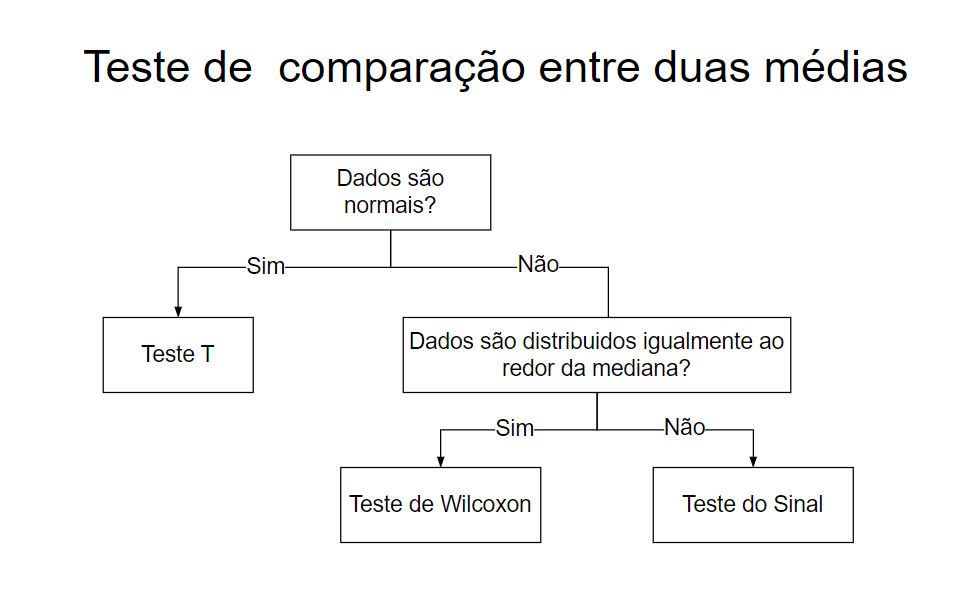 Teste de  comparação entre duas médias
Dados são
normais?
Sim
Não
Teste T
Dados são distribuidos igualmente ao
redor da mediana?
Sim
Não
Teste de Wilcoxon
Teste do Sinal